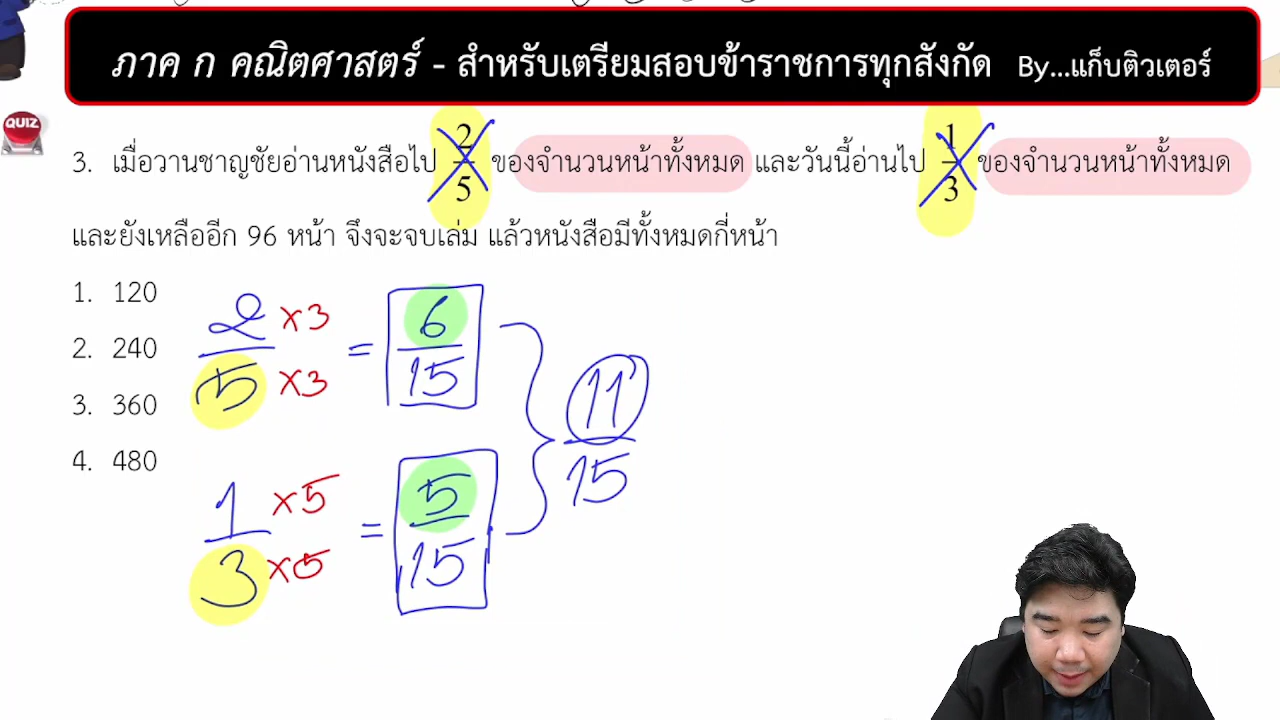 ภาค ก คณิตศาสตร์ - สำหรับเตรียมสอบข้าราชการทุกสังกัด By...แก็บติวเตอร์
QUIZ
3. เมื่อวานชาญชัยอ่านหนังสือไป 2/5 ของจำนวนหน้าทั้งหมด และวันนี้อ่านไป 1/3 ของจำนวนหน้าทั้งหมด
และยังเหลืออีก 96 หน้า จึงจะจบเล่ม แล้วหนังสือมีทั้งหมดกี่หน้า
1. 120
2. 240
3. 360
4. 480
2 ×3 / 5 ×3 = 6/15
1 ×5 / 3 ×5 = 5/15
11/15